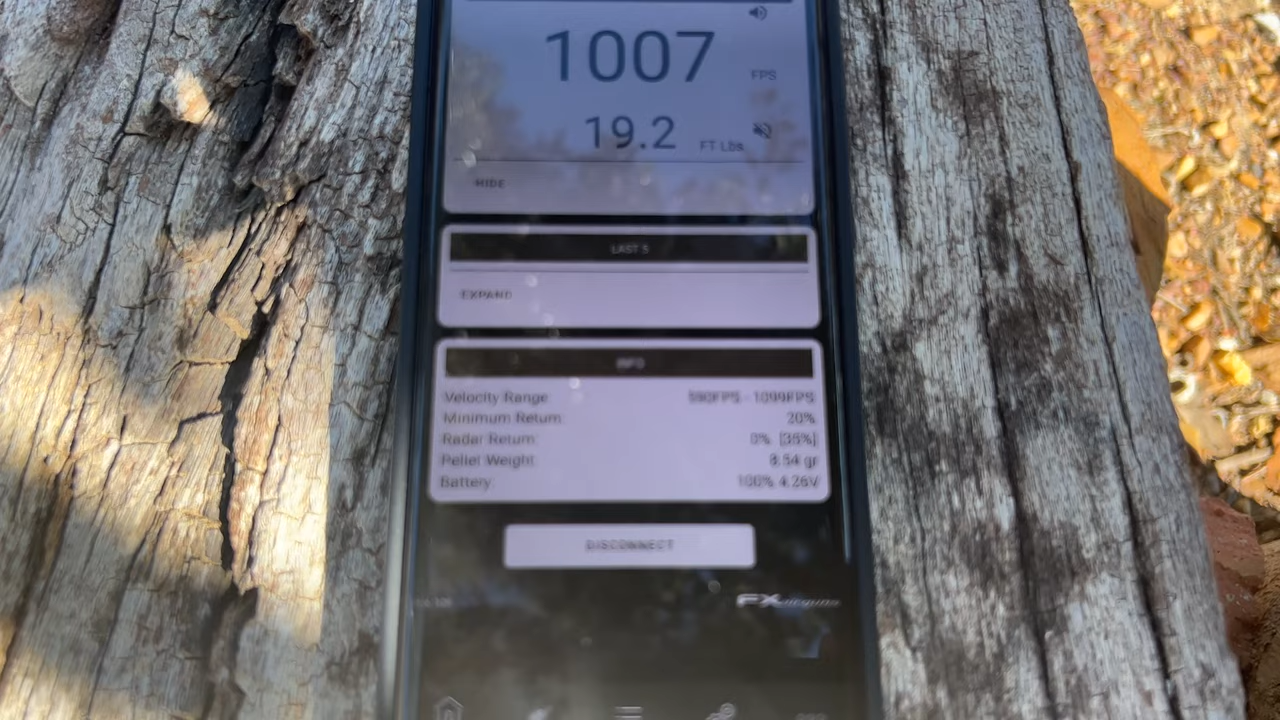 1007
FPS
19.2
FT Lbs
HIDE
LAST 5
EXPAND
INFO
Velocity Range 590FPS - 1099FPS
Minimum Return: 20%
Radar Return: 0% [35%]
Pellet Weight: 8.54 gr
Battery: 100% 4.26V
DISCONNECT
FX